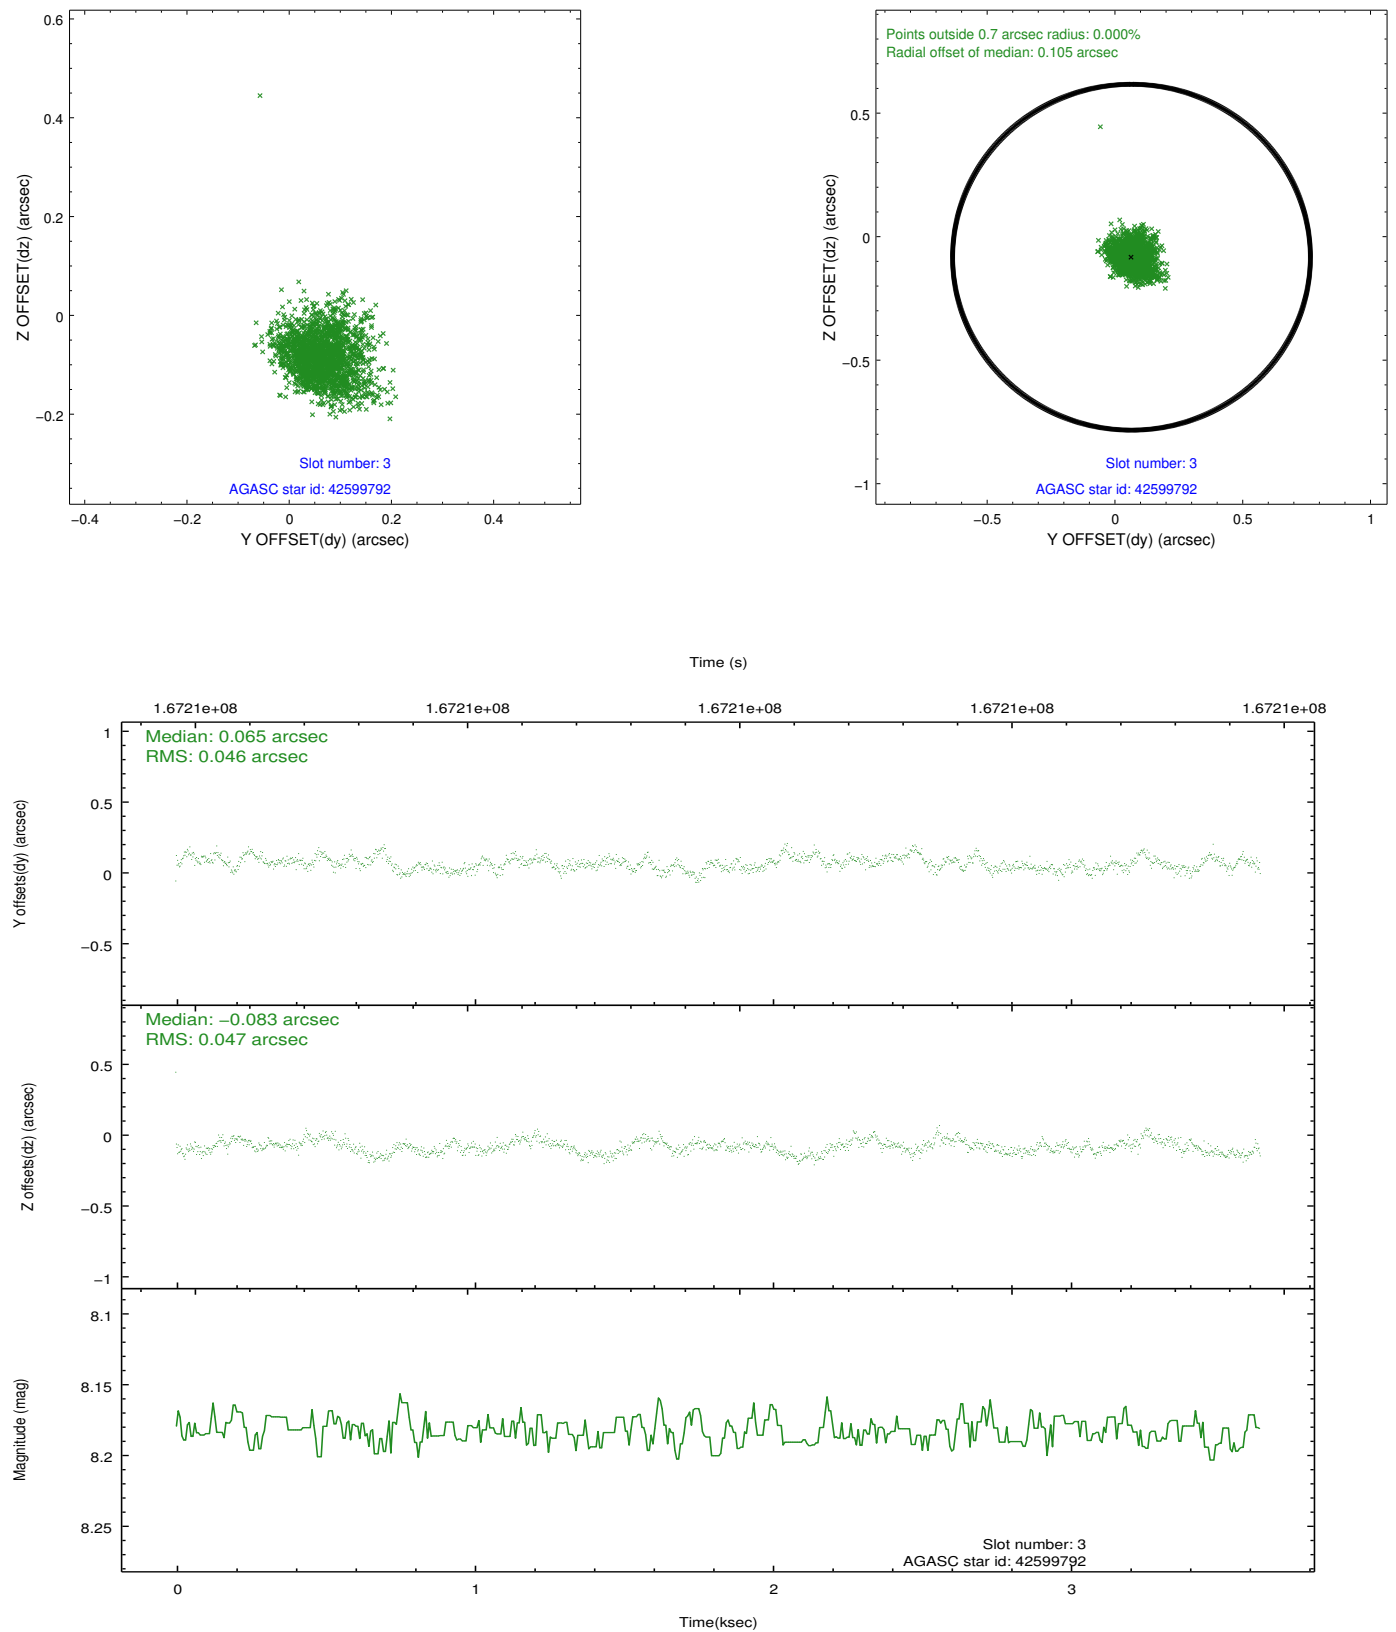 0.6
0.4
0.2
0
−0.2
−0.4
−0.2
0
0.2
0.4
Z OFFSET(dz) (arcsec)
Y OFFSET(dy) (arcsec)
Slot number: 3
AGASC star id: 42599792
Points outside 0.7 arcsec radius: 0.000%
Radial offset of median: 0.105 arcsec
0.5
0
−0.5
−1
−0.5
0
0.5
1
Z OFFSET(dz) (arcsec)
Y OFFSET(dy) (arcsec)
Slot number: 3
AGASC star id: 42599792
Time (s)
1.6721e+08
1.6721e+08
1.6721e+08
1.6721e+08
1.6721e+08
Median: 0.065 arcsec
RMS: 0.046 arcsec
1
0.5
0
−0.5
Y offsets(dy) (arcsec)
Median: −0.083 arcsec
RMS: 0.047 arcsec
0.5
0
−0.5
−1
Z offsets(dz) (arcsec)
8.1
8.15
8.2
8.25
Magnitude (mag)
Slot number: 3
AGASC star id: 42599792
0
1
2
3
Time(ksec)